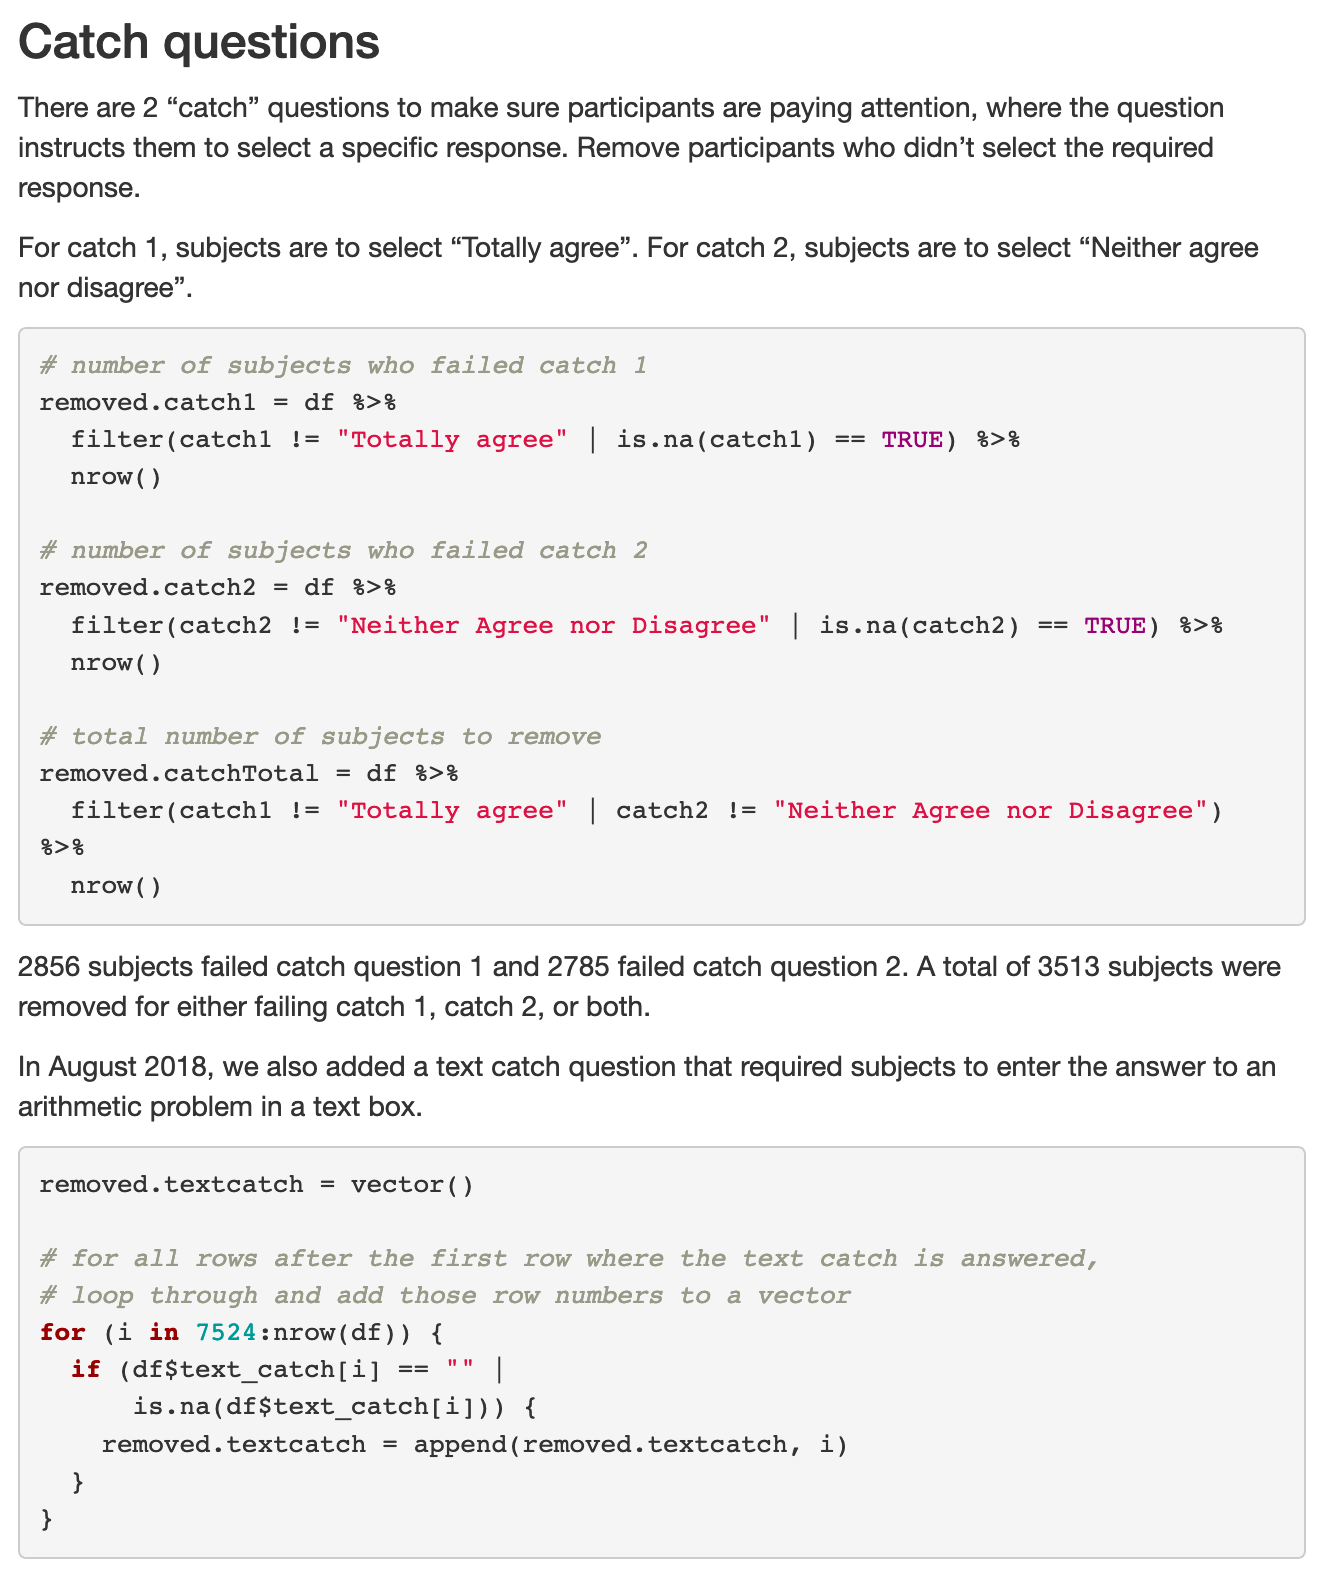 Catch questions
There are 2 “catch” questions to make sure participants are paying attention, where the question
instructs them to select a specific response. Remove participants who didn’t select the required
response.
For catch 1, subjects are to select “Totally agree”. For catch 2, subjects are to select “Neither agree
nor disagree”.
# number of subjects who failed catch 1
removed.catch1 = df %>%
  filter(catch1 != "Totally agree" | is.na(catch1) == TRUE) %>%
  nrow()
# number of subjects who failed catch 2
removed.catch2 = df %>%
  filter(catch2 != "Neither Agree nor Disagree" | is.na(catch2) == TRUE) %>%
  nrow()
# total number of subjects to remove
removed.catchTotal = df %>%
  filter(catch1 != "Totally agree" | catch2 != "Neither Agree nor Disagree")
%>%
  nrow()
2856 subjects failed catch question 1 and 2785 failed catch question 2. A total of 3513 subjects were
removed for either failing catch 1, catch 2, or both.
In August 2018, we also added a text catch question that required subjects to enter the answer to an
arithmetic problem in a text box.
removed.textcatch = vector()
# for all rows after the first row where the text catch is answered,
# loop through and add those row numbers to a vector
for (i in 7524:nrow(df)) {
  if (df$text_catch[i] == "" |
      is.na(df$text_catch[i])) {
    removed.textcatch = append(removed.textcatch, i)
  }
}